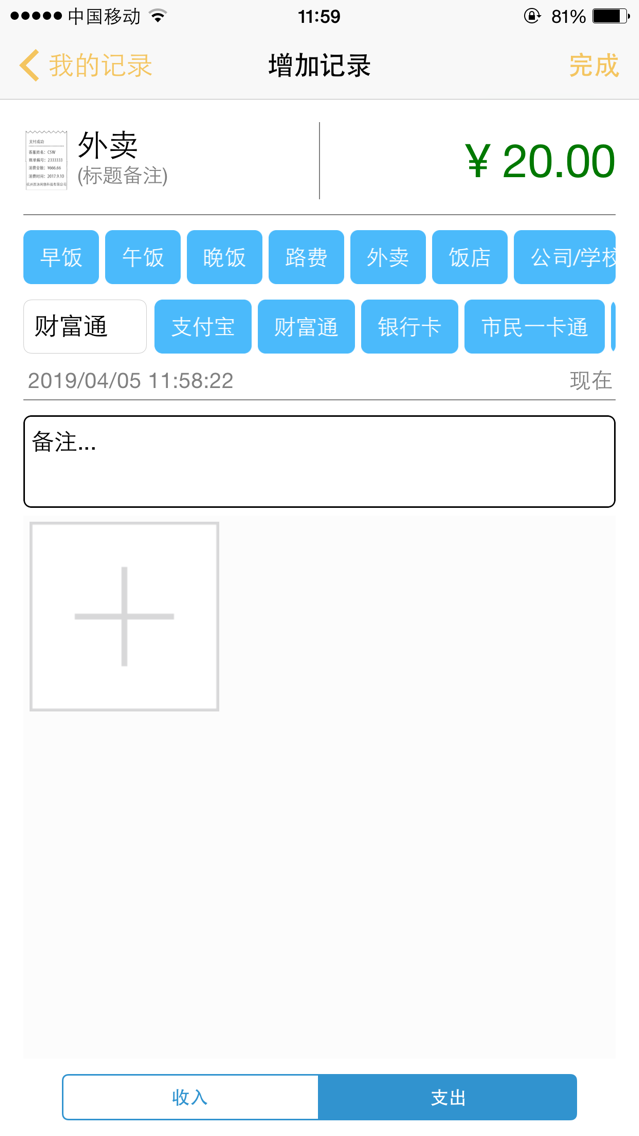 中国移动 11:59 81%
我的记录 增加记录 完成
外卖
(标题备注)
¥ 20.00
早饭 午饭 晚饭 路费 外卖 饭店 公司/学校
财富通 支付宝 财富通 银行卡 市民一卡通
2019/04/05 11:58:22 现在
备注...
收入 支出